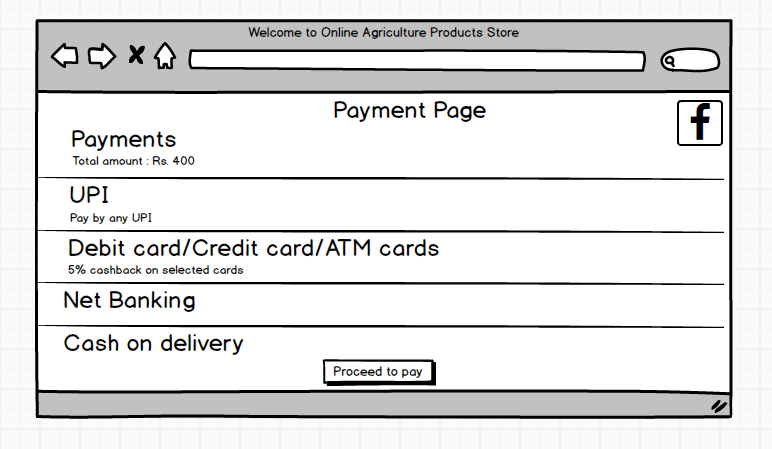 Welcome to Online Agriculture Products Store
Payment Page
f
Payments
Total amount : Rs. 400
UPI
Pay by any UPI
Debit card/Credit card/ATM cards
5% cashback on selected cards
Net Banking
Cash on delivery
Proceed to pay